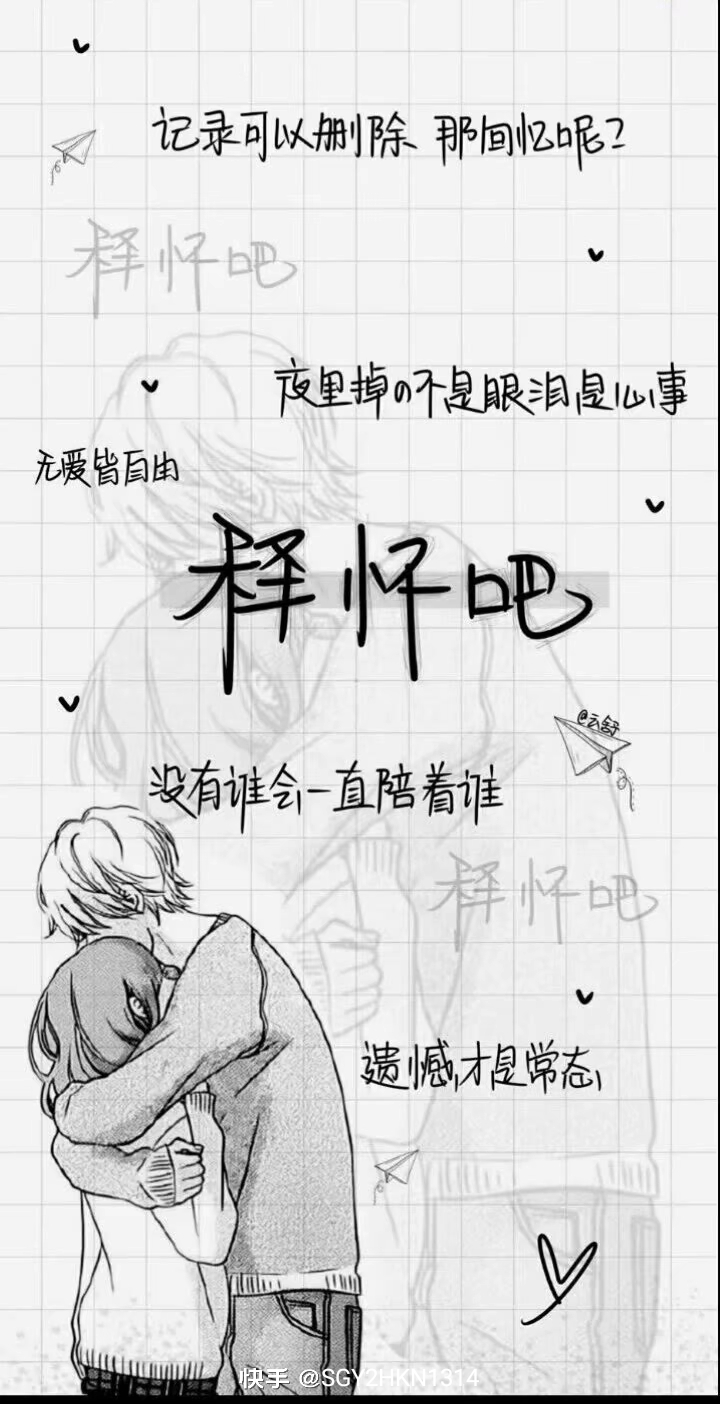 记录可以删除 那回忆呢？
释怀吧
夜里掉の不是眼泪是心事
无爱皆自由
释怀吧
@云舒
没有谁会一直陪着谁
释怀吧
遗憾才是常态
快手 @SGY2HKN1314